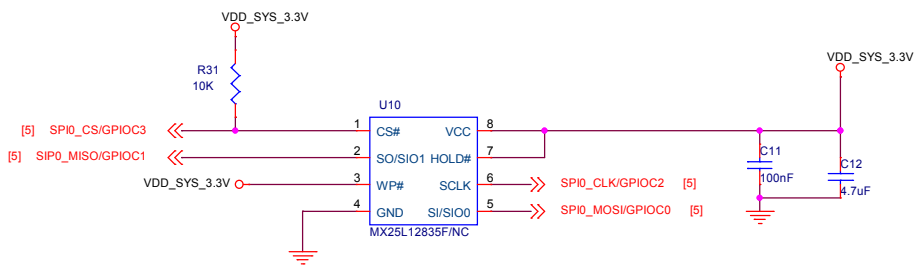 VDD_SYS_3.3V
VDD_SYS_3.3V
R31
10K
U10
[5] SPI0_CS/GPIOC3
1 CS# VCC 8
[5] SIP0_MISO/GPIOC1
2 SO/SIO1 HOLD# 7
C11
100nF
C12
4.7uF
VDD_SYS_3.3V
3 WP# SCLK 6
SPI0_CLK/GPIOC2 [5]
4 GND SI/SIO0 5
SPI0_MOSI/GPIOC0 [5]
MX25L12835F/NC